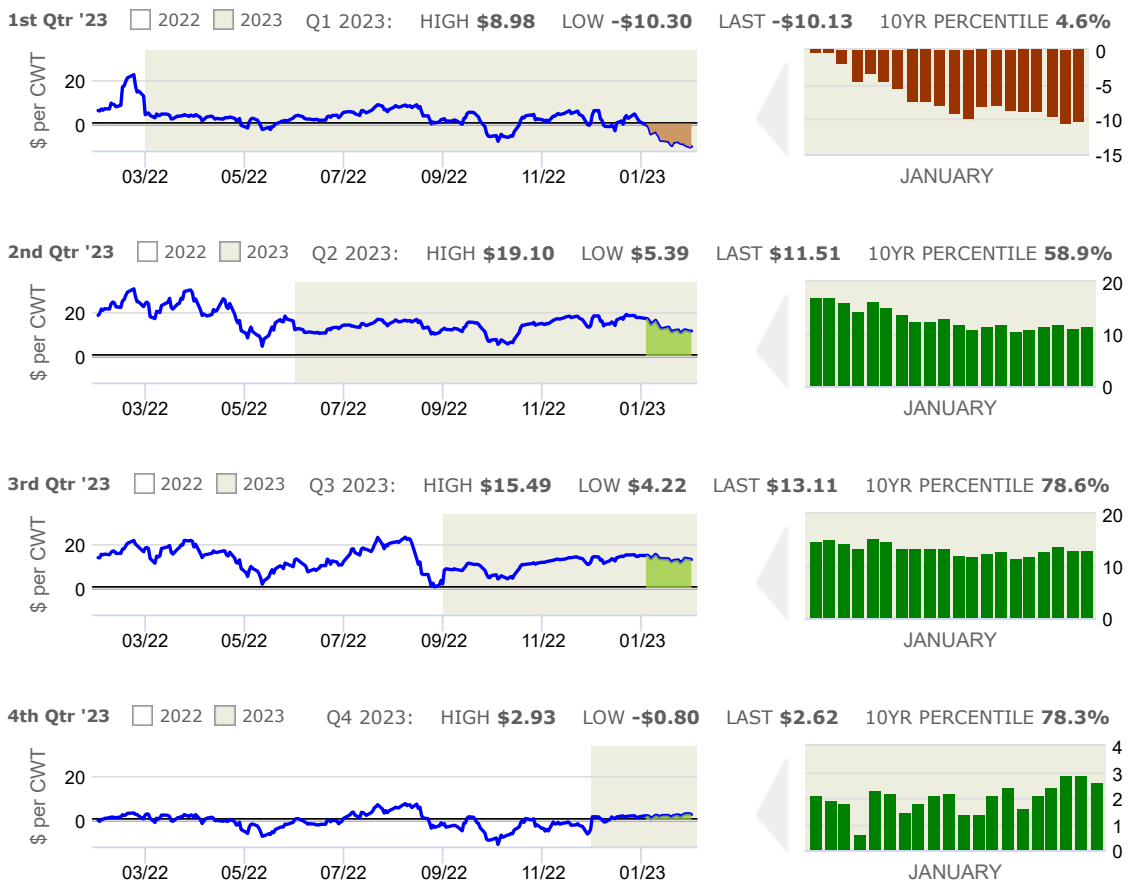 1st Qtr '23 2022 2023 Q1 2023: HIGH $8.98 LOW -$10.30 LAST -$10.13 10YR PERCENTILE 4.6%
$ per CWT
20
0
03/22 05/22 07/22 09/22 11/22 01/23
0
-5
-10
-15
JANUARY
2nd Qtr '23 2022 2023 Q2 2023: HIGH $19.10 LOW $5.39 LAST $11.51 10YR PERCENTILE 58.9%
$ per CWT
20
0
03/22 05/22 07/22 09/22 11/22 01/23
20
10
0
JANUARY
3rd Qtr '23 2022 2023 Q3 2023: HIGH $15.49 LOW $4.22 LAST $13.11 10YR PERCENTILE 78.6%
$ per CWT
20
0
03/22 05/22 07/22 09/22 11/22 01/23
20
10
0
JANUARY
4th Qtr '23 2022 2023 Q4 2023: HIGH $2.93 LOW -$0.80 LAST $2.62 10YR PERCENTILE 78.3%
$ per CWT
20
0
03/22 05/22 07/22 09/22 11/22 01/23
4
3
2
1
0
JANUARY